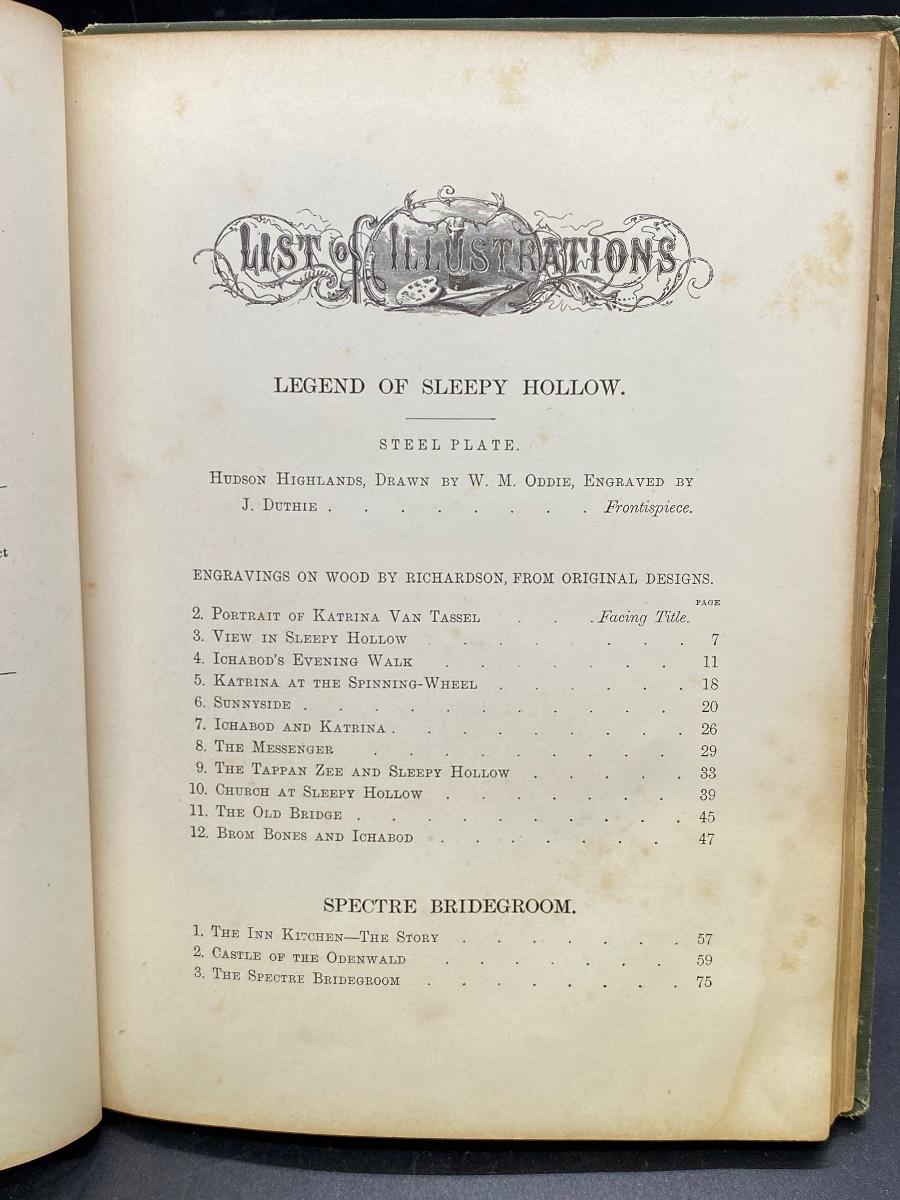 LIST OF ILLUSTRATIONS
LEGEND OF SLEEPY HOLLOW.
STEEL PLATE.
HUDSON HIGHLANDS, DRAWN BY W. M. ODDIE, ENGRAVED BY
J. DUTHIE . . . . . . . . Frontispiece.
ENGRAVINGS ON WOOD BY RICHARDSON, FROM ORIGINAL DESIGNS.
PAGE
2. PORTRAIT OF KATRINA VAN TASSEL . . . Facing Title.
3. VIEW IN SLEEPY HOLLOW . . . . . . . . 7
4. ICHABOD'S EVENING WALK . . . . . . . 11
5. KATRINA AT THE SPINNING-WHEEL . . . . . . 18
6. SUNNYSIDE . . . . . . . . . . . 20
7. ICHABOD AND KATRINA . . . . . . . . . 26
8. THE MESSENGER . . . . . . . . . 29
9. THE TAPPAN ZEE AND SLEEPY HOLLOW . . . . . 33
10. CHURCH AT SLEEPY HOLLOW . . . . . . . 39
11. THE OLD BRIDGE . . . . . . . . . . 45
12. BROM BONES AND ICHABOD . . . . . . . 47
SPECTRE BRIDEGROOM.
1. THE INN KITCHEN—THE STORY . . . . . . . 57
2. CASTLE OF THE ODENWALD . . . . . . . 59
3. THE SPECTRE BRIDEGROOM . . . . . . . . 75